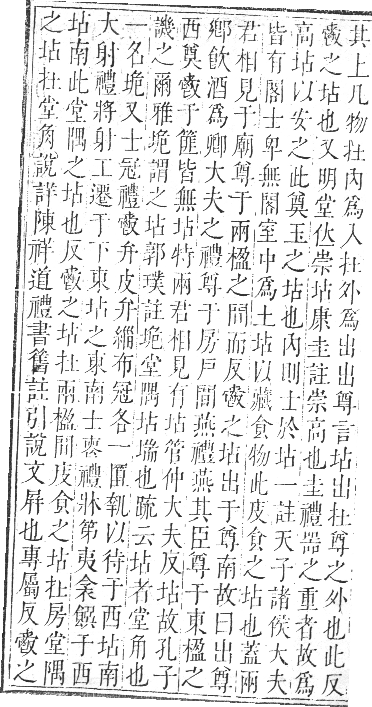 其上凡物在內爲入在外爲出出尊言坫出在尊之外也此反
爵之坫也又明堂位崇坫康圭註崇高也圭禮器之重者故爲
高坫以安之此奠玉之坫也內則士於坫一註天子諸侯大夫
皆有閣士卑無閣室中爲土坫以藏食物此庋食之坫也蓋兩
君相見于廟尊于兩楹之間而反爵之坫出于尊南故曰出尊
鄉飲酒爲卿大夫之禮尊于房戶間燕禮燕其臣尊于東楹之
西奠爵于篚皆無坫特兩君相見有坫管仲大夫反坫故孔子
譏之爾雅垝謂之坫郭璞註垝堂隅坫墆也疏云坫者堂角也
一名垝又士冠禮爵弁皮弁緇布冠各一匴執以待于西坫南
大射禮將射工遷于下東坫之東南士喪禮牀第夷衾饌于西
坫南此堂隅之坫也反爵之坫在兩楹間庋食之坫在房堂隅
之坫在堂角說詳陳祥道禮書舊註引說文屛也專屬反爵之